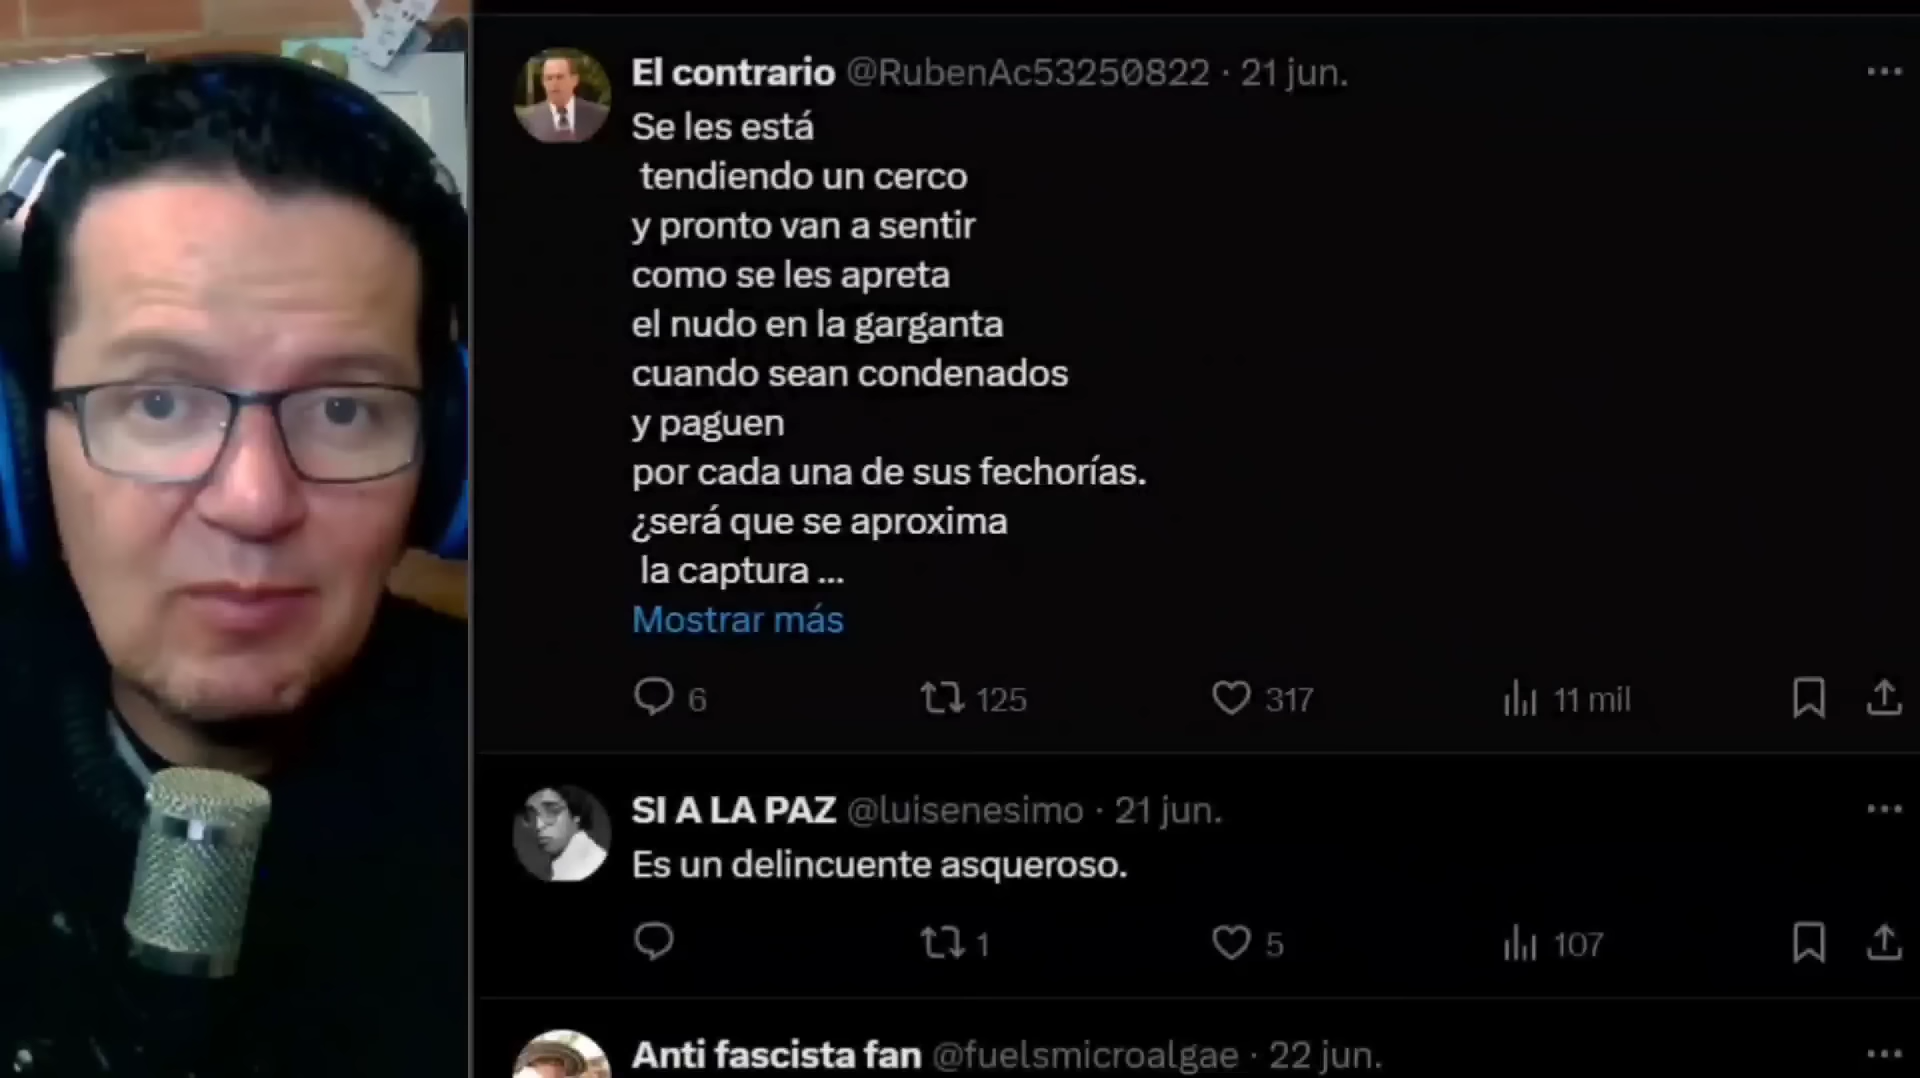 El contrario @RubenAc53250822 · 21 jun.
Se les está
tendiendo un cerco
y pronto van a sentir
como se les apreta
el nudo en la garganta
cuando sean condenados
y paguen
por cada una de sus fechorías.
¿será que se aproxima
la captura ...
Mostrar más
6 125 317 11 mil
SI A LA PAZ @luisenesimo · 21 jun.
Es un delincuente asqueroso.
1 5 107
Anti fascista fan @fuelsmicroalgae · 22 jun.